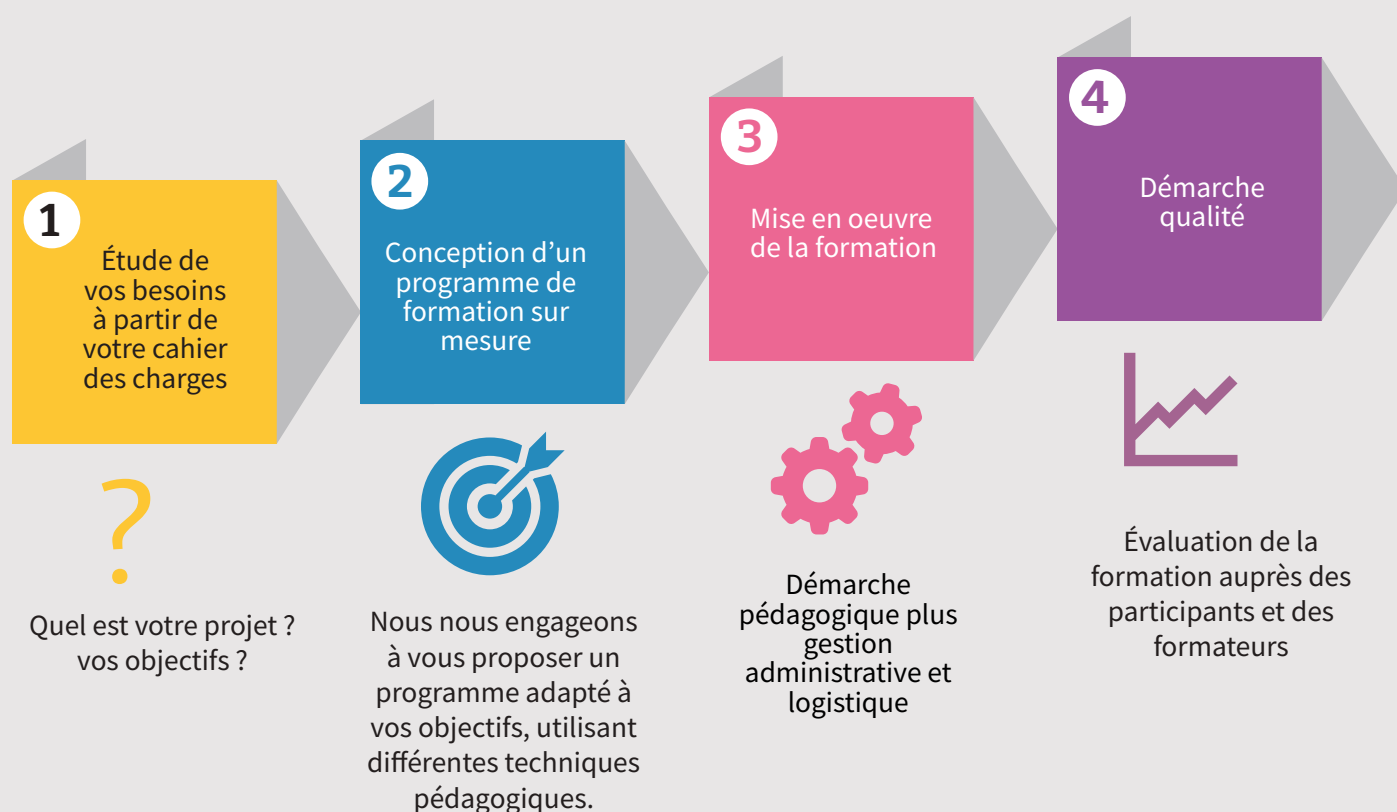 1
Étude de
vos besoins
à partir de
votre cahier
des charges
?
Quel est votre projet ?
vos objectifs ?
2
Conception d’un
programme de
formation sur
mesure
Nous nous engageons
à vous proposer un
programme adapté à
vos objectifs, utilisant
différentes techniques
pédagogiques.
3
Mise en oeuvre
de la formation
Démarche
pédagogique plus
gestion
administrative et
logistique
4
Démarche
qualité
Évaluation de la
formation auprès des
participants et des
formateurs